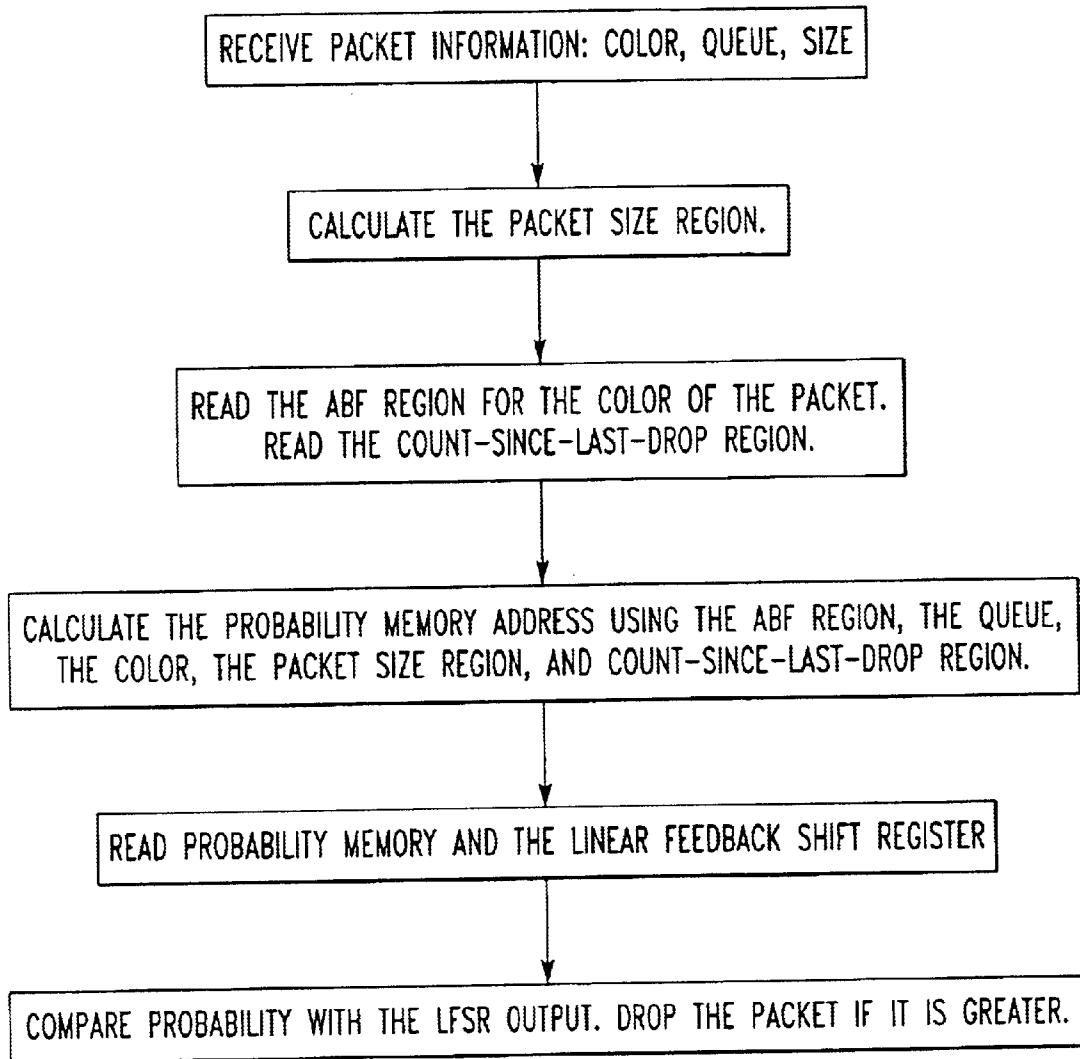 RECEIVE PACKET INFORMATION: COLOR, QUEUE, SIZE
CALCULATE THE PACKET SIZE REGION.
READ THE ABF REGION FOR THE COLOR OF THE PACKET.
READ THE COUNT-SINCE-LAST-DROP REGION.
CALCULATE THE PROBABILITY MEMORY ADDRESS USING THE ABF REGION, THE QUEUE,
THE COLOR, THE PACKET SIZE REGION, AND COUNT-SINCE-LAST-DROP REGION.
READ PROBABILITY MEMORY AND THE LINEAR FEEDBACK SHIFT REGISTER
COMPARE PROBABILITY WITH THE LFSR OUTPUT. DROP THE PACKET IF IT IS GREATER.